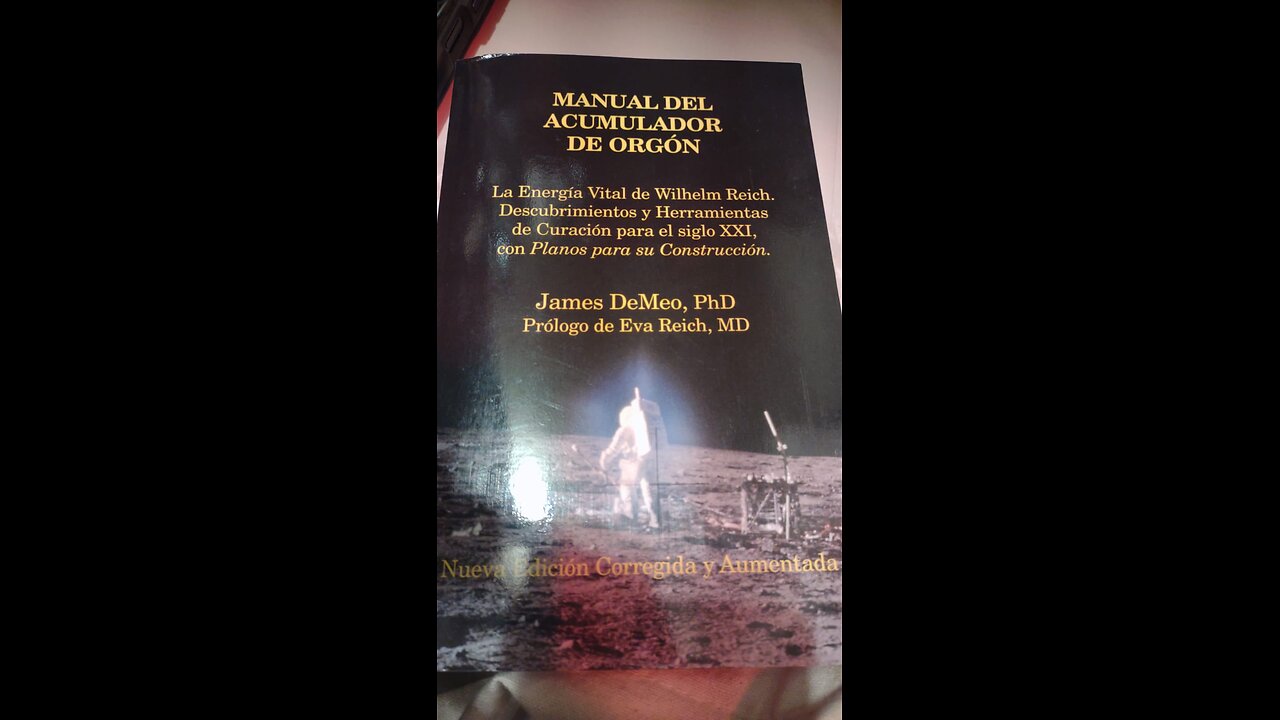 MANUAL DEL
ACUMULADOR
DE ORGÓN
La Energía Vital de Wilhelm Reich.
Descubrimientos y Herramientas
de Curación para el siglo XXI,
con Planos para su Construcción.
James DeMeo, PhD
Prólogo de Eva Reich, MD
Nueva Edición Corregida y Aumentada